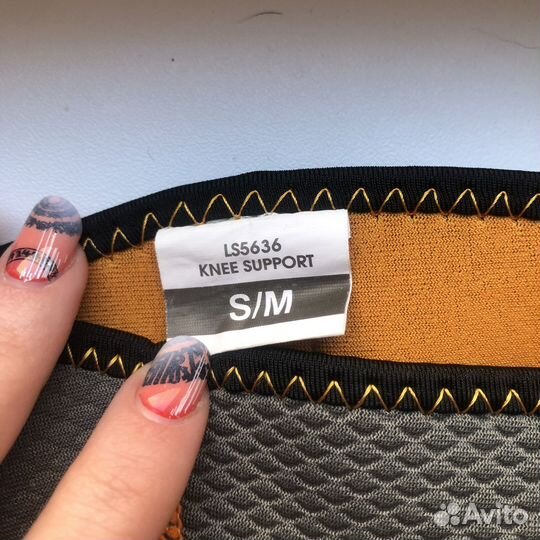 LS5636
KNEE SUPPORT
S/M
Avito